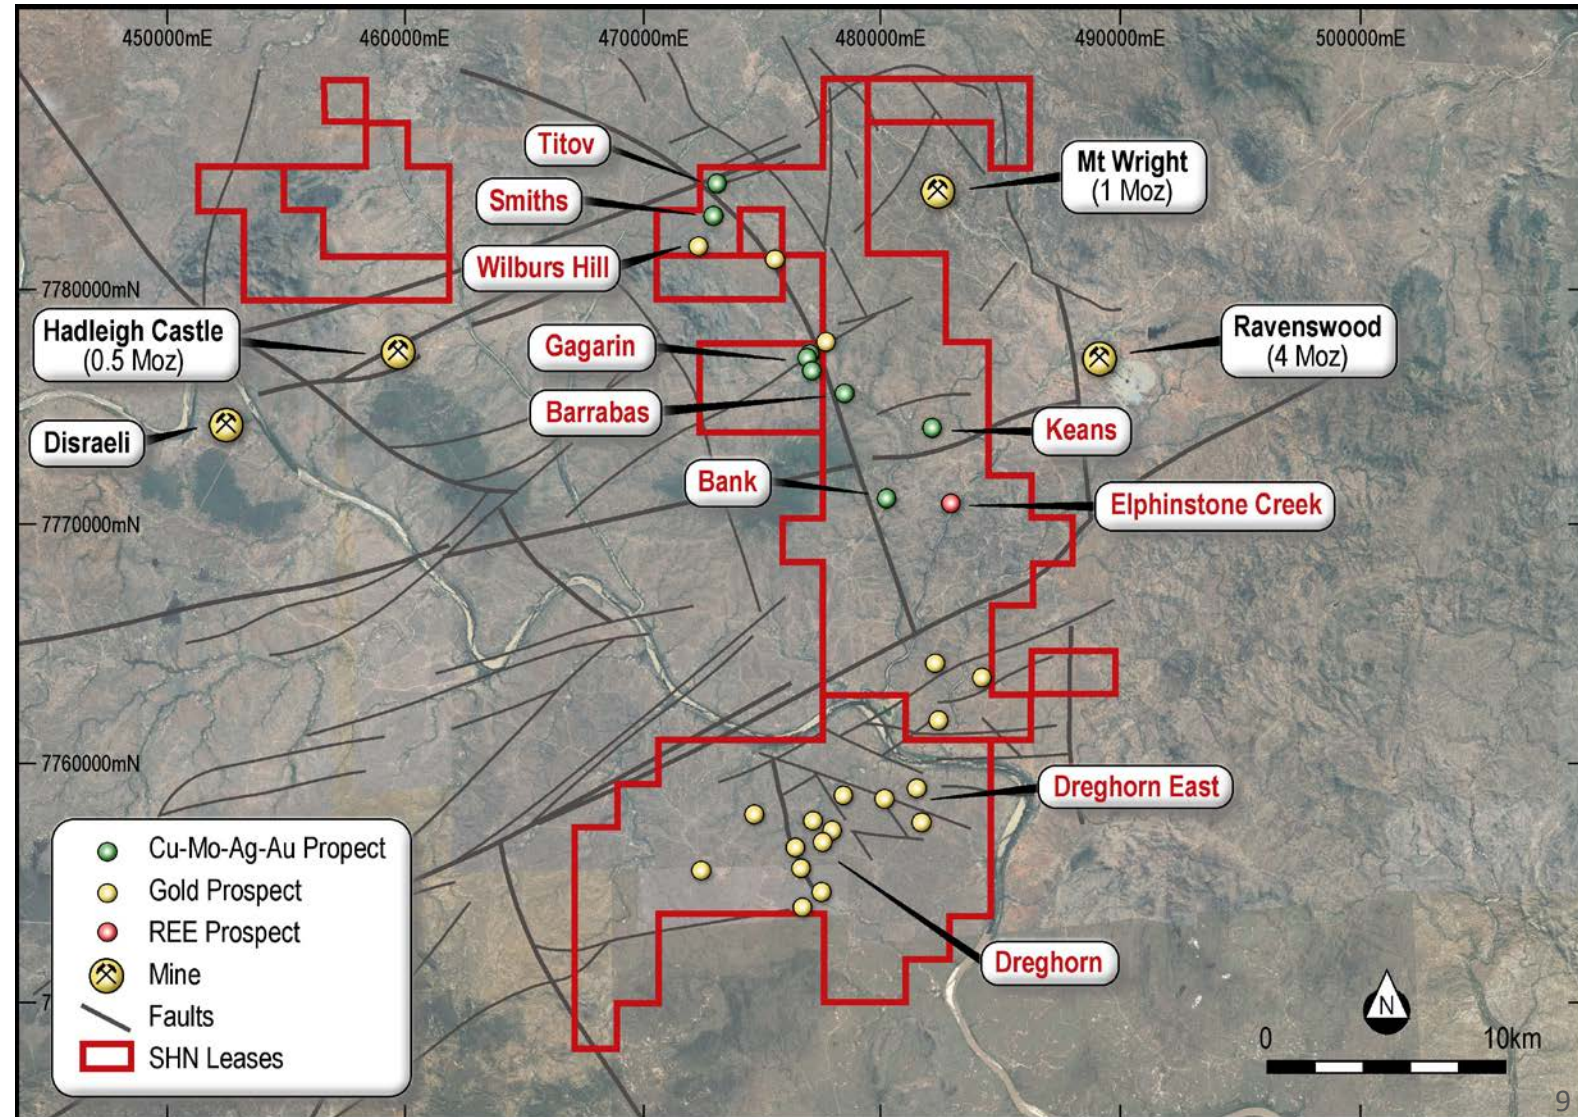 450000mE
460000mE
470000mE
480000mE
490000mE
500000mE
Titov
Smiths
Wilburs Hill
Mt Wright
(1 Moz)
7780000mN
Hadleigh Castle
(0.5 Moz)
Gagarin
Ravenswood
(4 Moz)
Barrabas
Disraeli
Keans
Bank
Elphinstone Creek
7770000mN
7760000mN
Dreghorn East
Dreghorn
Cu-Mo-Ag-Au Propect
Gold Prospect
REE Prospect
Mine
Faults
SHN Leases
7
N
0
10km
9